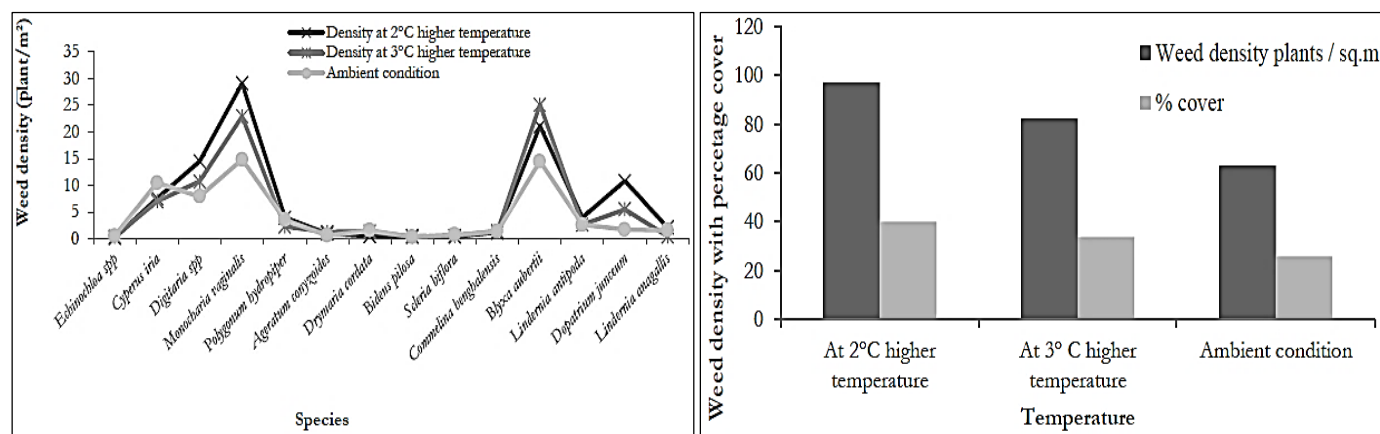 Density at 2°C higher temperature
Density at 3°C higher temperature
Ambient condition
Weed density (plant/m²)
35
30
25
20
15
10
5
0
Echinochloa spp
Cyperus iria
Digitaria spp
Monocharia vaginalis
Polygonum hydropiper
Ageratum conyzoides
Drymaria cordata
Bidens pilosa
Scleria biflora
Commelina benghalensis
Blyxa aubertii
Lindernia antipoda
Dopatrium junceum
Lindernia anagallis
Species
Weed density with percentage cover
120
100
80
60
40
20
0
Weed density plants / sq.m
% cover
At 2°C higher
temperature
At 3° C higher
temperature
Ambient condition
Temperature